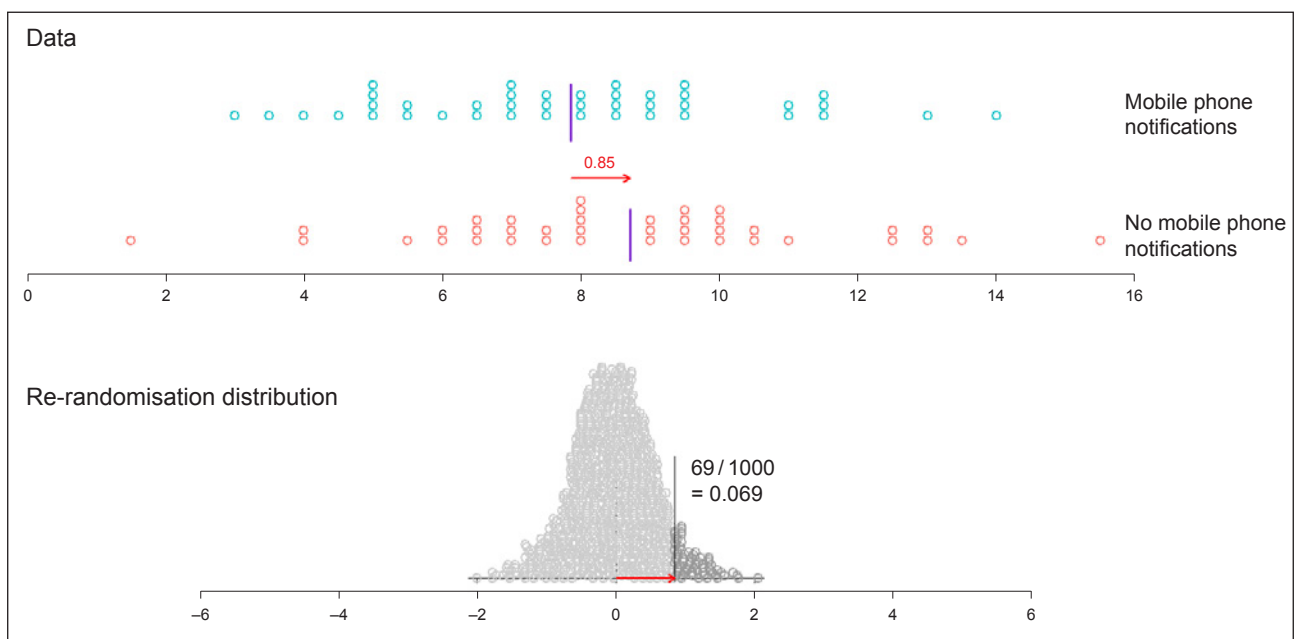 Data
Mobile phone
notifications
0.85
No mobile phone
notifications
0 2 4 6 8 10 12 14 16
Re-randomisation distribution
69 / 1000
= 0.069
–6 –4 –2 0 2 4 6